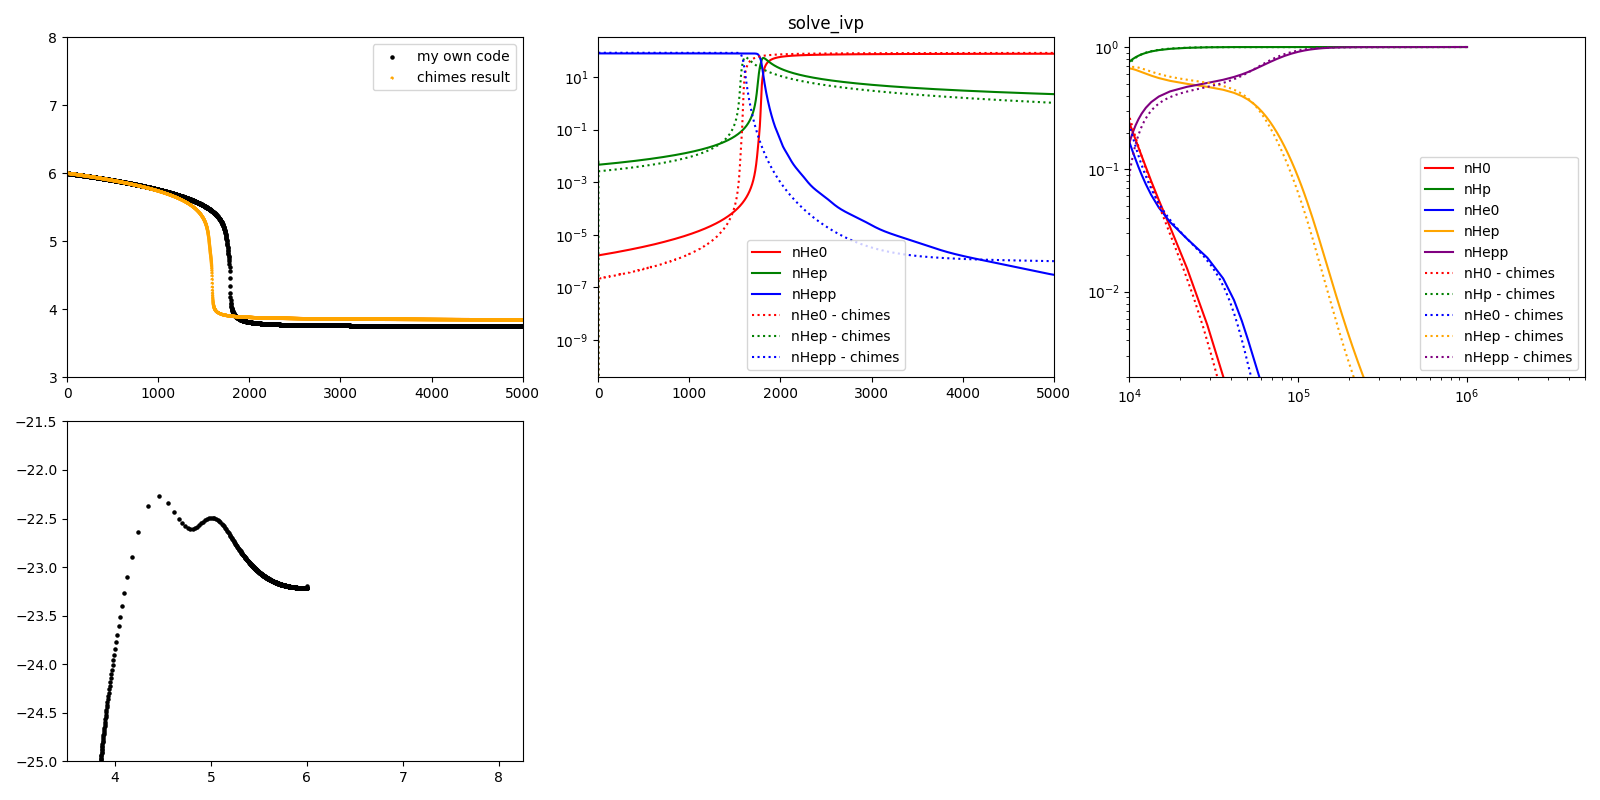 solve_ivp
8
7
6
5
4
3
0
1000
2000
3000
4000
5000
my own code
chimes result
10^1
10^−1
10^−3
10^−5
10^−7
10^−9
0
1000
2000
3000
4000
5000
nHe0
nHep
nHepp
nHe0 - chimes
nHep - chimes
nHepp - chimes
10^0
10^−1
10^−2
10^4
10^5
10^6
nH0
nHp
nHe0
nHep
nHepp
nH0 - chimes
nHp - chimes
nHe0 - chimes
nHep - chimes
nHepp - chimes
−21.5
−22.0
−22.5
−23.0
−23.5
−24.0
−24.5
−25.0
4
5
6
7
8